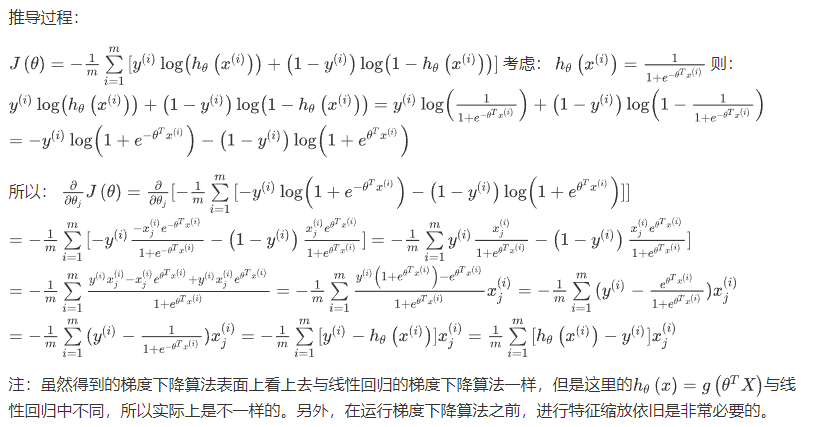 推导过程：
$J(\theta) = -\frac{1}{m}\sum_{i=1}^{m}[y^{(i)}\log(h_\theta(x^{(i)})) + (1-y^{(i)})\log(1-h_\theta(x^{(i)}))]$ 考虑： $h_\theta(x^{(i)}) = \frac{1}{1+e^{-\theta^T x^{(i)}}}$ 则：
$y^{(i)}\log(h_\theta(x^{(i)})) + (1-y^{(i)})\log(1-h_\theta(x^{(i)})) = y^{(i)}\log\left(\frac{1}{1+e^{-\theta^T x^{(i)}}}\right) + (1-y^{(i)})\log\left(1-\frac{1}{1+e^{-\theta^T x^{(i)}}}\right)$
$= -y^{(i)}\log\left(1+e^{-\theta^T x^{(i)}}\right) - (1-y^{(i)})\log\left(1+e^{\theta^T x^{(i)}}\right)$
所以： $\frac{\partial}{\partial\theta_j}J(\theta) = \frac{\partial}{\partial\theta_j}[-\frac{1}{m}\sum_{i=1}^{m}[-y^{(i)}\log\left(1+e^{-\theta^T x^{(i)}}\right) - (1-y^{(i)})\log\left(1+e^{\theta^T x^{(i)}}\right)]]$
$= -\frac{1}{m}\sum_{i=1}^{m}[-y^{(i)}\frac{-x_j^{(i)}e^{-\theta^T x^{(i)}}}{1+e^{-\theta^T x^{(i)}}} - (1-y^{(i)})\frac{x_j^{(i)}e^{\theta^T x^{(i)}}}{1+e^{\theta^T x^{(i)}}}] = -\frac{1}{m}\sum_{i=1}^{m}y^{(i)}\frac{x_j^{(i)}}{1+e^{\theta^T x^{(i)}}} - (1-y^{(i)})\frac{x_j^{(i)}e^{\theta^T x^{(i)}}}{1+e^{\theta^T x^{(i)}}}]$
$= -\frac{1}{m}\sum_{i=1}^{m}\frac{y^{(i)}x_j^{(i)}-x_j^{(i)}e^{\theta^T x^{(i)}}+y^{(i)}x_j^{(i)}e^{\theta^T x^{(i)}}}{1+e^{\theta^T x^{(i)}}} = -\frac{1}{m}\sum_{i=1}^{m}\frac{y^{(i)}\left(1+e^{\theta^T x^{(i)}}\right)-e^{\theta^T x^{(i)}}}{1+e^{\theta^T x^{(i)}}}x_j^{(i)} = -\frac{1}{m}\sum_{i=1}^{m}(y^{(i)}-\frac{e^{\theta^T x^{(i)}}}{1+e^{\theta^T x^{(i)}}})x_j^{(i)}$
$= -\frac{1}{m}\sum_{i=1}^{m}(y^{(i)}-\frac{1}{1+e^{-\theta^T x^{(i)}}})x_j^{(i)} = -\frac{1}{m}\sum_{i=1}^{m}[y^{(i)}-h_\theta(x^{(i)})]x_j^{(i)} = \frac{1}{m}\sum_{i=1}^{m}[h_\theta(x^{(i)})-y^{(i)}]x_j^{(i)}$
注：虽然得到的梯度下降算法表面上看上去与线性回归的梯度下降算法一样，但是这里的$h_\theta(x) = g(\theta^T X)$与线
性回归中不同，所以实际上是不一样的。另外，在运行梯度下降算法之前，进行特征缩放依旧是非常必要的。